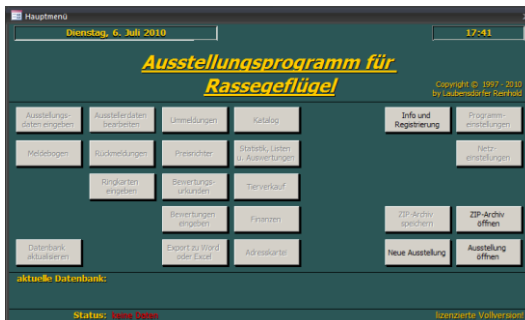 Hauptmenü
Dienstag, 6. Juli 2010
17:41
Ausstellungsprogramm für
Rassegeflügel
Copyright © 1997 - 2010
by Laubensdörfer Reinhold
Ausstellungs-
daten eingeben
Ausstellerdaten
bearbeiten
Ummeldungen
Katalog
Info und
Registrierung
Programm-
einstellungen
Meldebogen
Rückmeldungen
Preisrichter
Statistik, Listen
u. Auswertungen
Netz-
einstellungen
Ringkarten
eingeben
Bewertungs-
urkunden
Tierverkauf
Bewertungen
eingeben
Finanzen
ZIP-Archiv
speichern
ZIP-Archiv
öffnen
Datenbank
aktualisieren
Export zu Word
oder Excel
Adresskartei
Neue Ausstellung
Ausstellung
öffnen
aktuelle Datenbank:
Status: keine Daten
lizenzierte Vollversion!